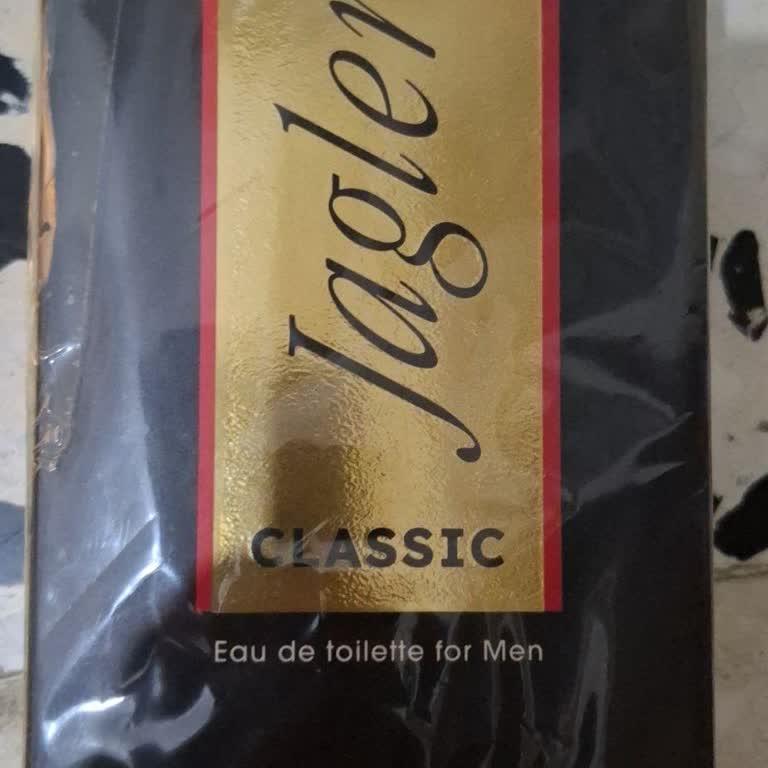 Jagler
CLASSIC
Eau de toilette for Men